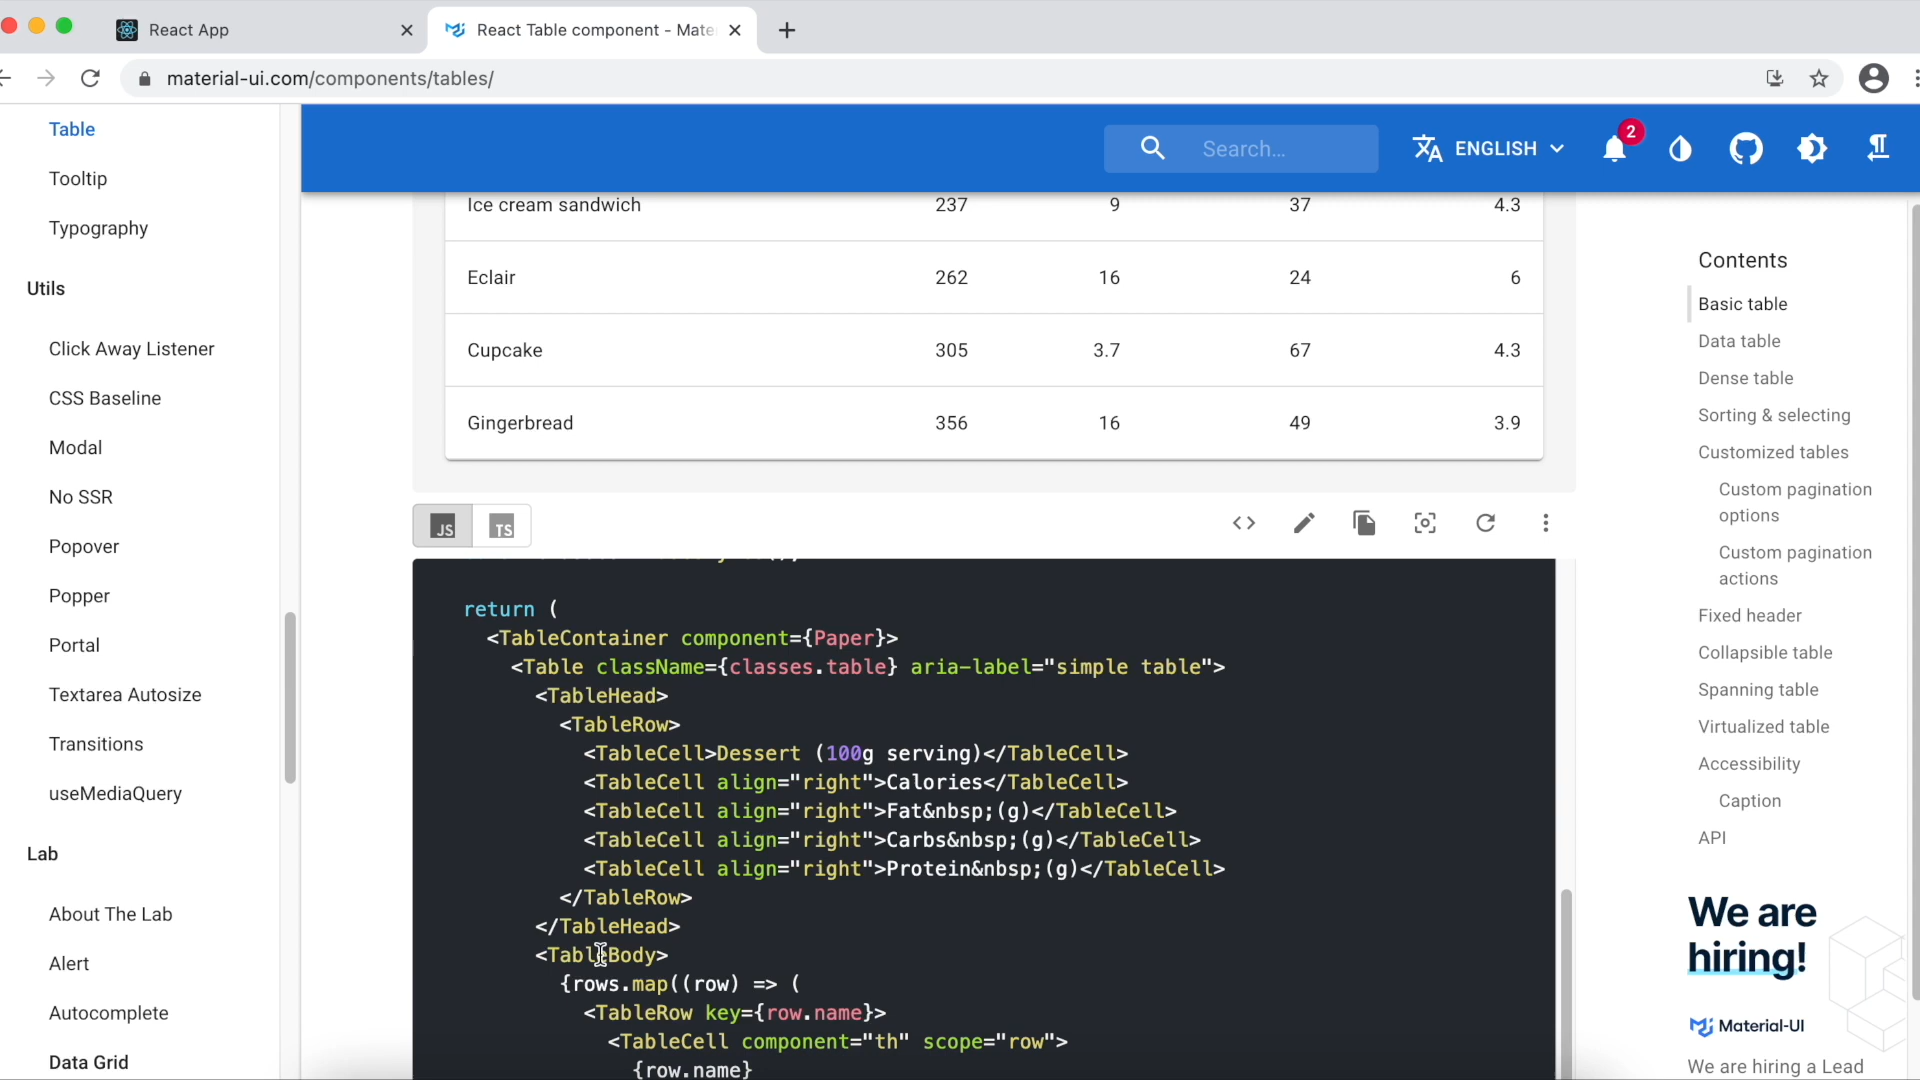 React App
React Table component - Mate
material-ui.com/components/tables/
Table
Tooltip
Typography
Utils
Click Away Listener
CSS Baseline
Modal
No SSR
Popover
Popper
Portal
Textarea Autosize
Transitions
useMediaQuery
Lab
About The Lab
Alert
Autocomplete
Data Grid
Search…
ENGLISH
2
Ice cream sandwich 237 9 37 4.3
Eclair 262 16 24 6
Cupcake 305 3.7 67 4.3
Gingerbread 356 16 49 3.9
JS TS
return (
<TableContainer component={Paper}>
<Table className={classes.table} aria-label="simple table">
<TableHead>
<TableRow>
<TableCell>Dessert (100g serving)</TableCell>
<TableCell align="right">Calories</TableCell>
<TableCell align="right">Fat&nbsp;(g)</TableCell>
<TableCell align="right">Carbs&nbsp;(g)</TableCell>
<TableCell align="right">Protein&nbsp;(g)</TableCell>
</TableRow>
</TableHead>
<TableBody>
{rows.map((row) => (
<TableRow key={row.name}>
<TableCell component="th" scope="row">
{row.name}
Contents
Basic table
Data table
Dense table
Sorting & selecting
Customized tables
Custom pagination
options
Custom pagination
actions
Fixed header
Collapsible table
Spanning table
Virtualized table
Accessibility
Caption
API
We are
hiring!
Material-UI
We are hiring a Lead